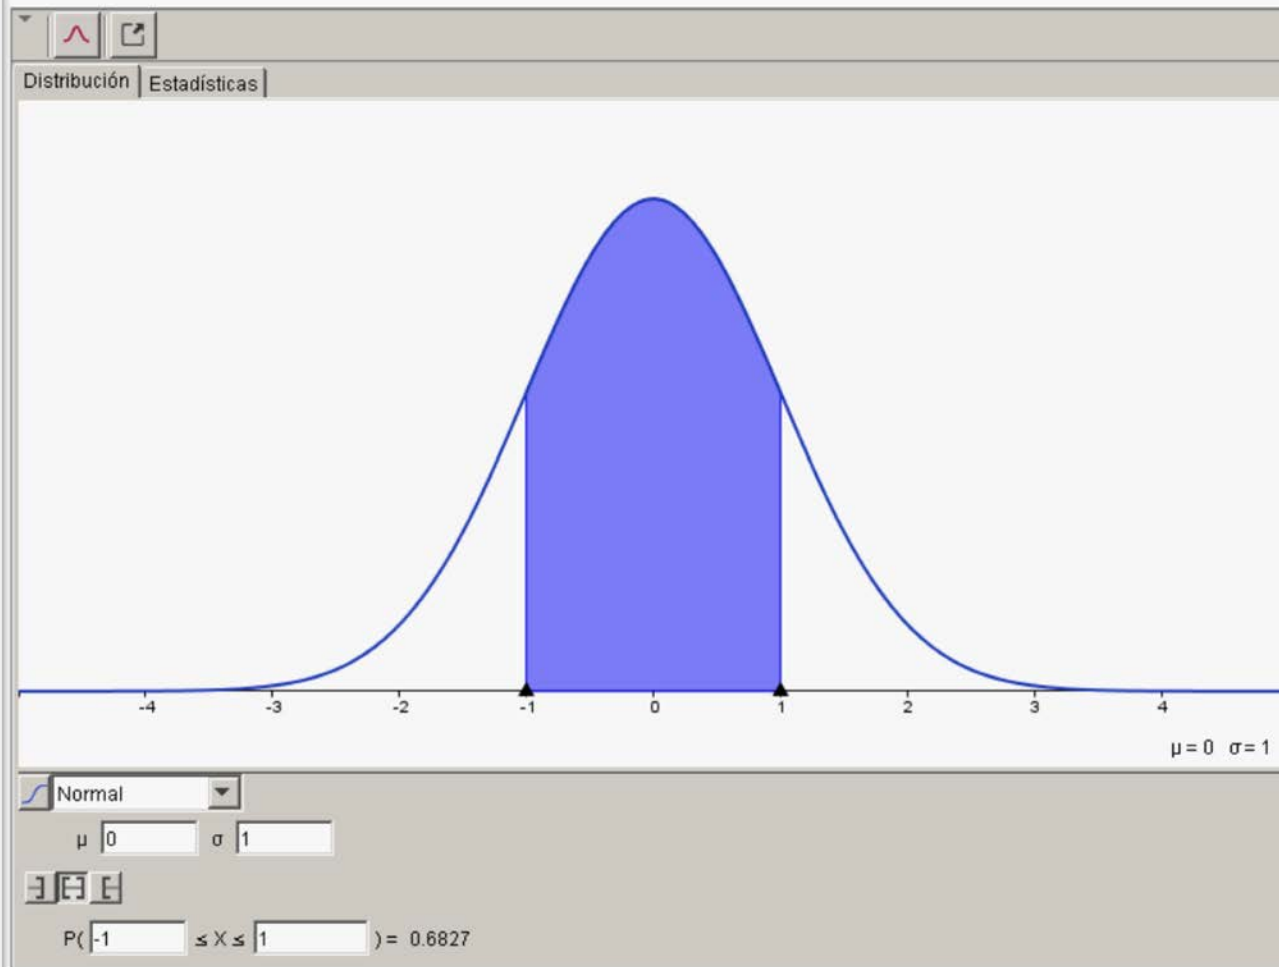 Distribución Estadísticas
-4 -3 -2 -1 0 1 2 3 4
μ = 0 σ = 1
Normal
μ 0 σ 1
P( -1 ≤ X ≤ 1 ) = 0.6827